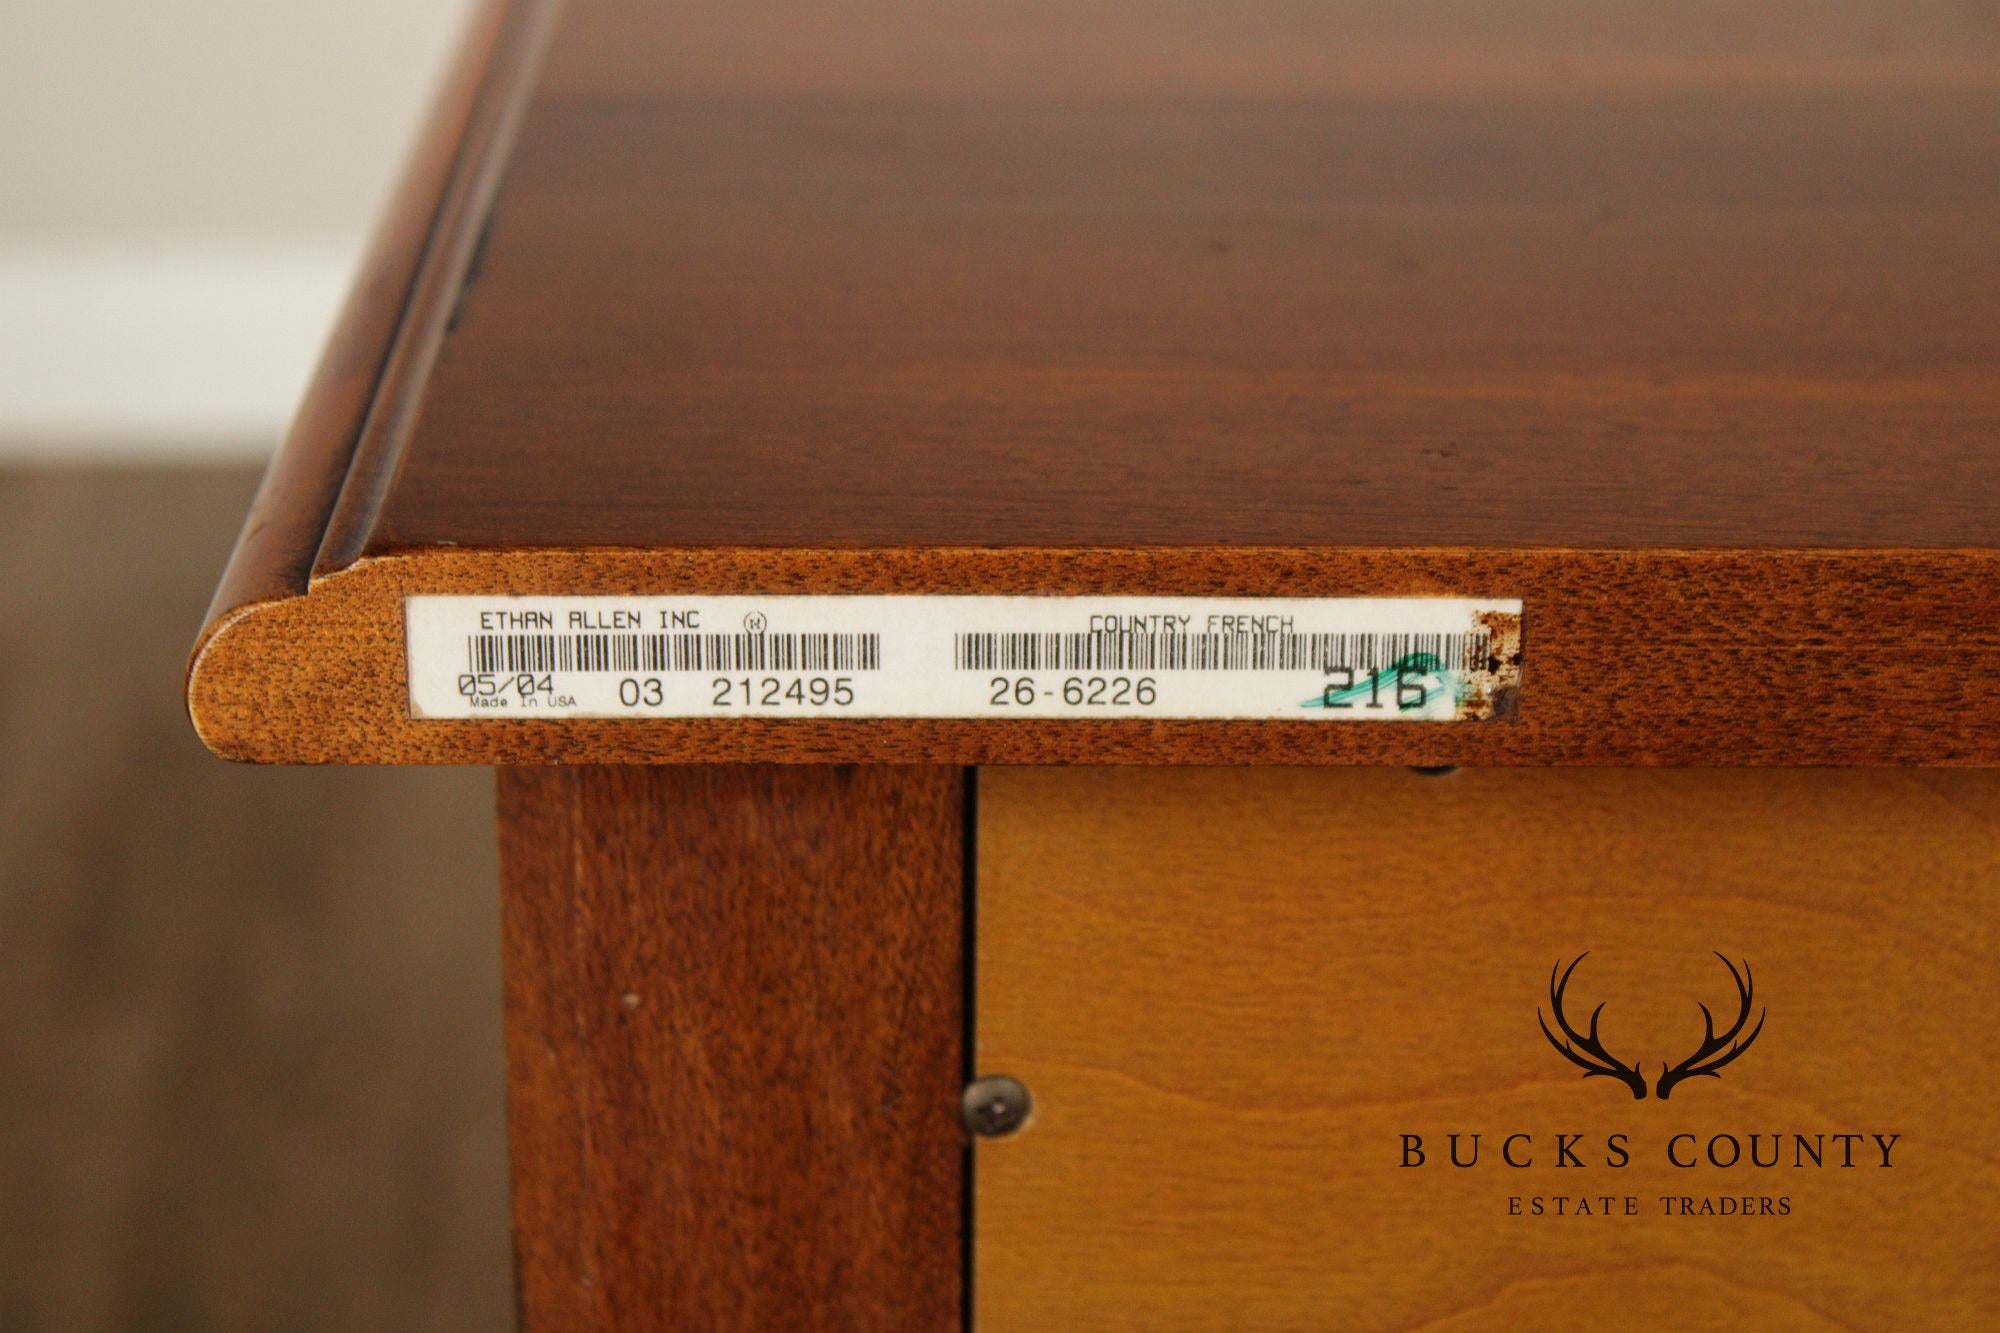 ETHAN ALLEN INC ®
COUNTRY FRENCH
05/04
Made In USA
03 212495
26-6226
216
BUCKS COUNTY
ESTATE TRADERS